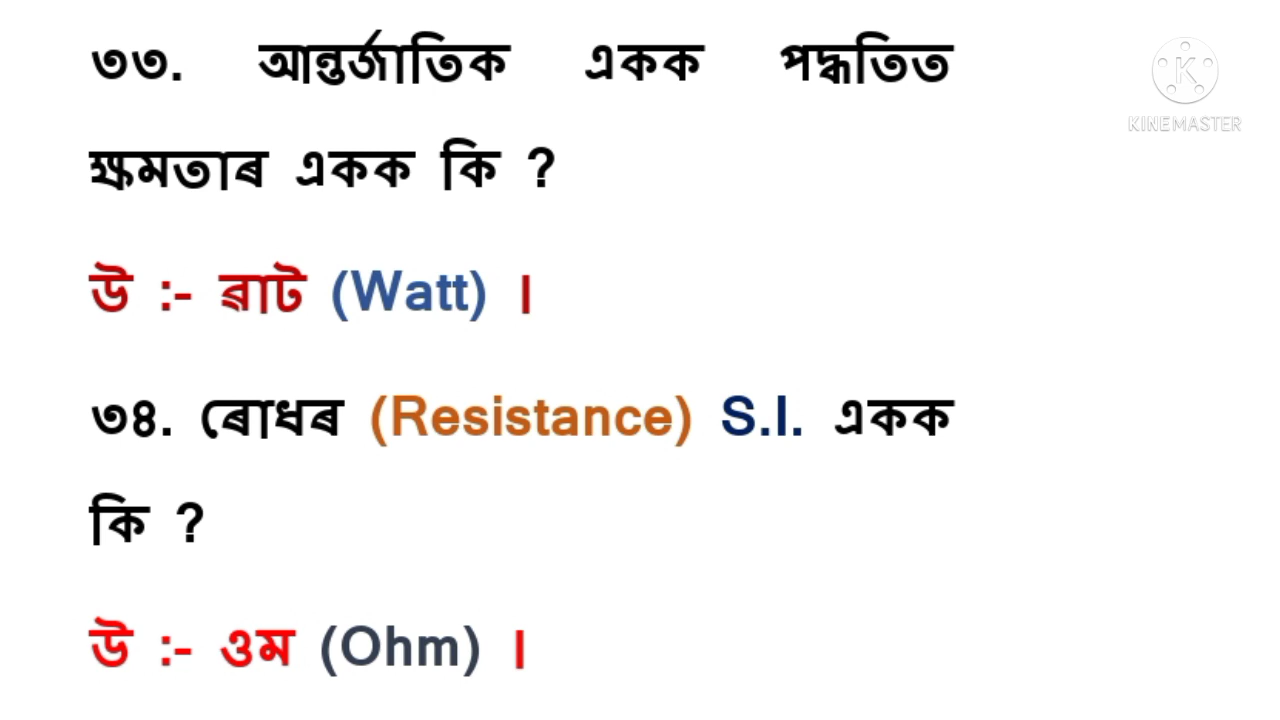 ৩৩. আন্তৰ্জাতিক একক পদ্ধতিত
ক্ষমতাৰ একক কি ?
উ :- ৱাট (Watt) ।
৩৪. ৰোধৰ (Resistance) S.I. একক
কি ?
উ :- ওম (Ohm) ।
KINEMASTER